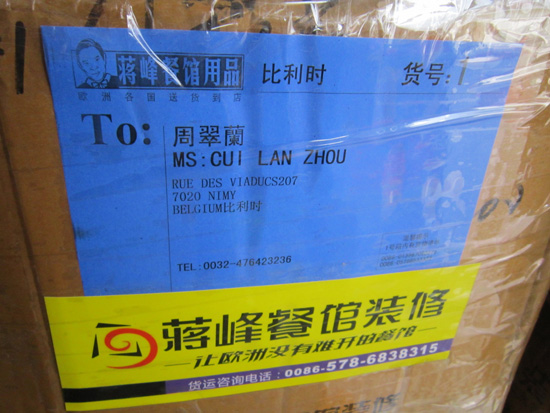 蒋峰餐馆用品 比利时 货号:1
欧洲各国送货到店
To: 周翠蘭
MS:CUI LAN ZHOU
RUE DES VIADUCS207
7020 NIMY
BELGIUM比利时
TEL:0032-476423236
蒋峰餐馆装修
让欧洲没有难开的餐馆
货运咨询电话:0086-578-6838315